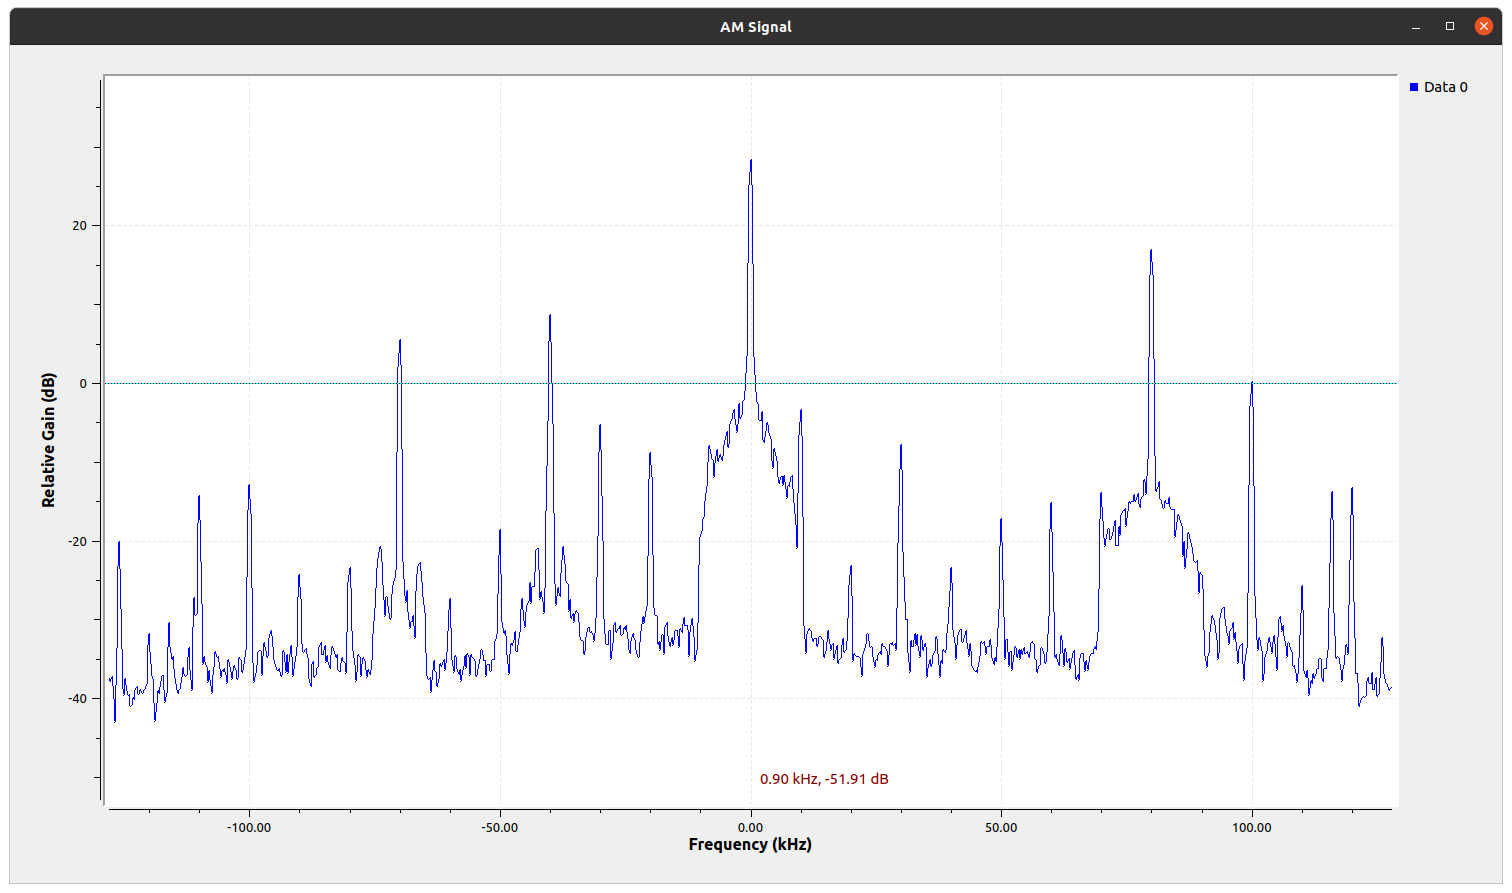 AM Signal
Data 0
20
0
-20
-40
Relative Gain (dB)
0.90 kHz, -51.91 dB
-100.00 -50.00 0.00 50.00 100.00
Frequency (kHz)